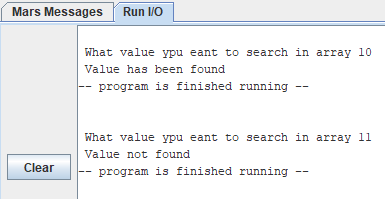 Mars Messages Run I/O
What value ypu eant to search in array 10
Value has been found
-- program is finished running --
What value ypu eant to search in array 11
Value not found
Clear
-- program is finished running --